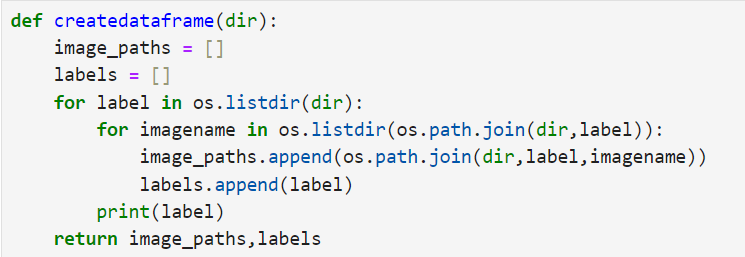 def createdataframe(dir):
    image_paths = []
    labels = []
    for label in os.listdir(dir):
        for imagename in os.listdir(os.path.join(dir,label)):
            image_paths.append(os.path.join(dir,label,imagename))
            labels.append(label)
        print(label)
    return image_paths,labels